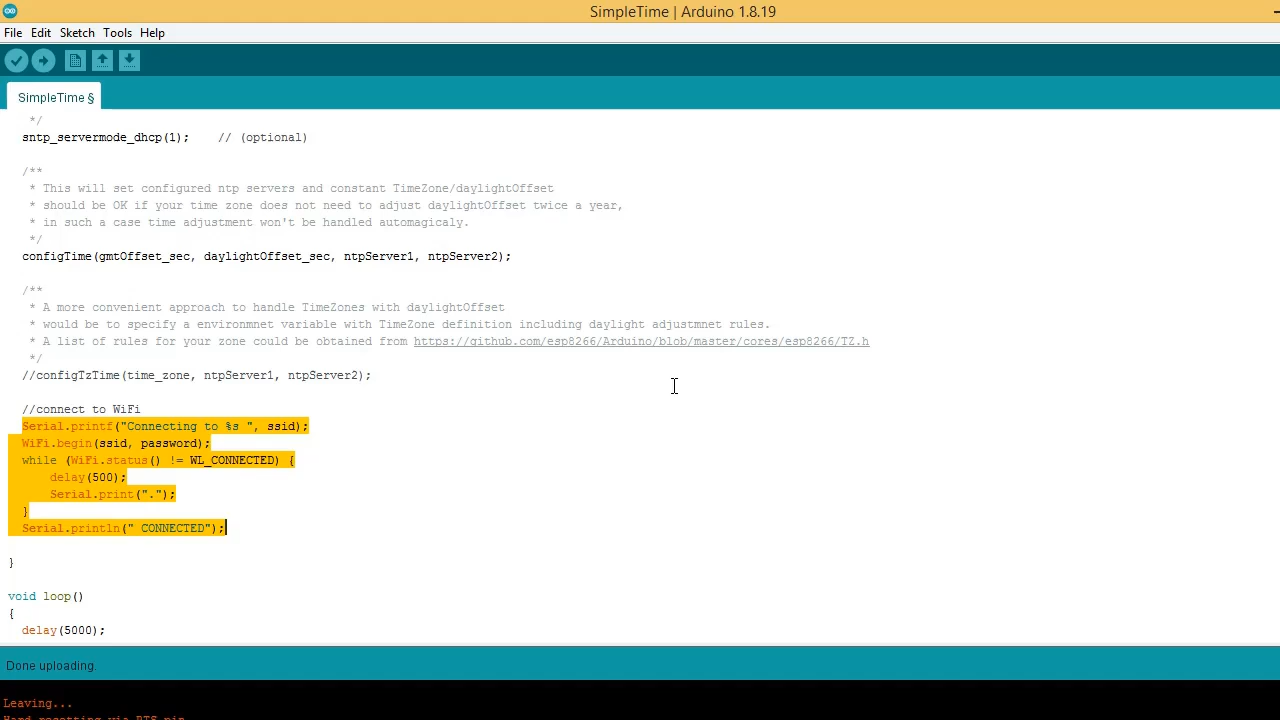 SimpleTime | Arduino 1.8.19
File Edit Sketch Tools Help
SimpleTime §
*/
sntp_servermode_dhcp(1);    // (optional)
/**
* This will set configured ntp servers and constant TimeZone/daylightOffset
* should be OK if your time zone does not need to adjust daylightOffset twice a year,
* in such a case time adjustment won't be handled automagicaly.
*/
configTime(gmtOffset_sec, daylightOffset_sec, ntpServer1, ntpServer2);
/**
* A more convenient approach to handle TimeZones with daylightOffset
* would be to specify a environmnet variable with TimeZone definition including daylight adjustmnet rules.
* A list of rules for your zone could be obtained from https://github.com/esp8266/Arduino/blob/master/cores/esp8266/TZ.h
*/
//configTzTime(time_zone, ntpServer1, ntpServer2);
//connect to WiFi
Serial.printf("Connecting to %s ", ssid);
WiFi.begin(ssid, password);
while (WiFi.status() != WL_CONNECTED) {
delay(500);
Serial.print(".");
}
Serial.println(" CONNECTED");
}
void loop()
{
delay(5000);
Done uploading.
Leaving...
Hard resetting via RTS pin